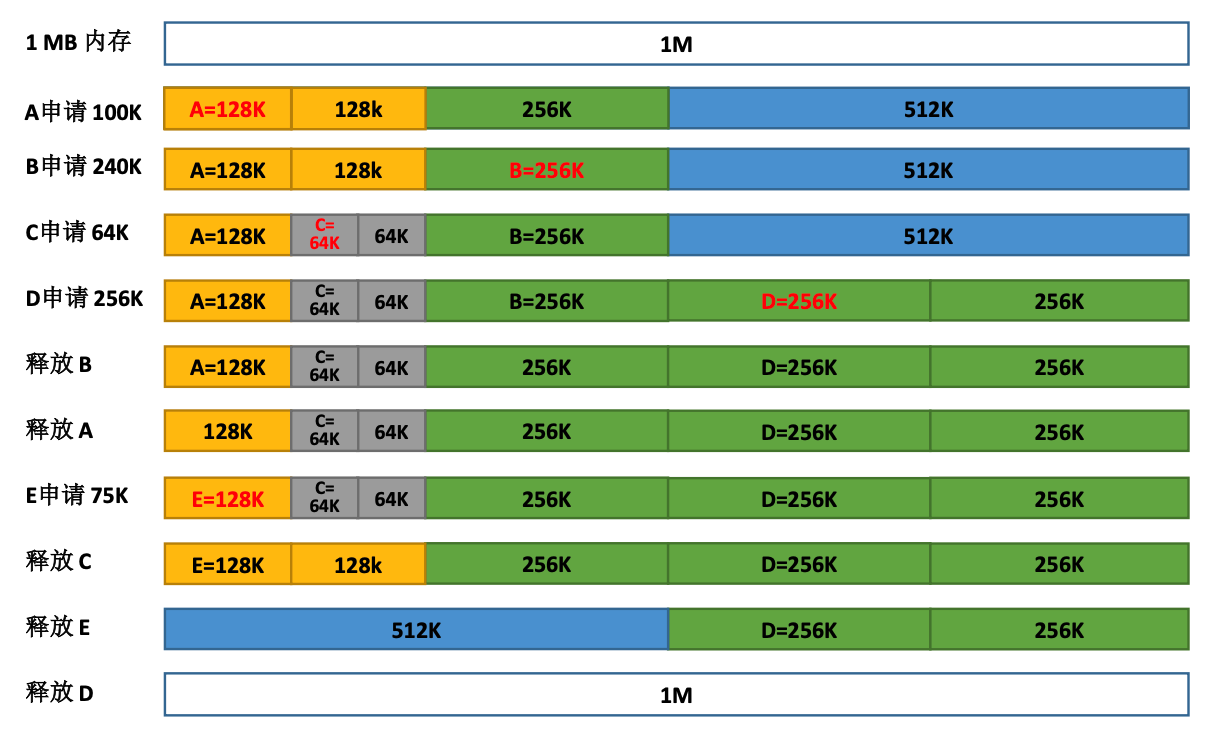 1 MB 内存 1M
A申请 100K A=128K 128k 256K 512K
B申请 240K A=128K 128k B=256K 512K
C申请 64K A=128K C= 64K 64K B=256K 512K
D申请 256K A=128K C= 64K 64K B=256K D=256K 256K
释放 B A=128K C= 64K 64K 256K D=256K 256K
释放 A 128K C= 64K 64K 256K D=256K 256K
E申请 75K E=128K C= 64K 64K 256K D=256K 256K
释放 C E=128K 128k 256K D=256K 256K
释放 E 512K D=256K 256K
释放 D 1M